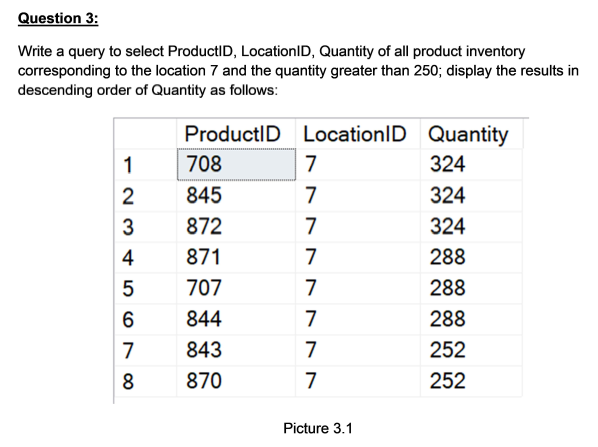 Question 3:
Write a query to select ProductID, LocationID, Quantity of all product inventory
corresponding to the location 7 and the quantity greater than 250; display the results in
descending order of Quantity as follows:
ProductID LocationID Quantity
1 708 7 324
2 845 7 324
3 872 7 324
4 871 7 288
5 707 7 288
6 844 7 288
7 843 7 252
8 870 7 252
Picture 3.1